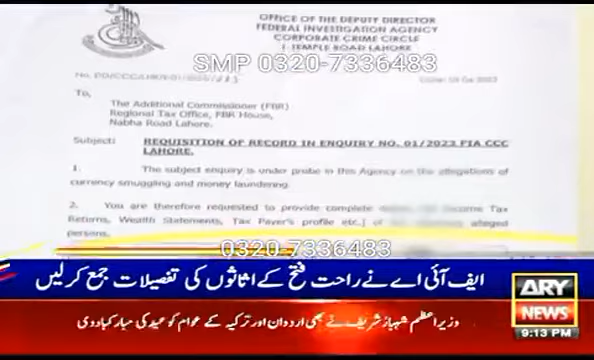 OFFICE OF THE DEPUTY DIRECTOR
FEDERAL INVESTIGATION AGENCY
CORPORATE CRIME CIRCLE
TEMPLE ROAD LAHORE
SMP 0320-7336483
To,
The Additional Commissioner (FBR)
Regional Tax Office, FBR House,
Nabha Road Lahore.
Subject: REQUISITION OF RECORD IN ENQUIRY NO. 01/2023 FIA CCC
LAHORE.
1. The subject enquiry is under probe in this Agency on the allegations of
currency smuggling and money laundering.
2. You are therefore requested to provide complete Income Tax
Returns, Wealth Statements, Tax Payer's profile etc.] of alleged
persons.
0320-7336483
ایف آئی اے نے راحت فتح کے اثاثوں کی تفصیلات جمع کرلیں
وزیراعظم شہباز شریف نے بھی اردوان اور ترکیہ کے عوام کو عید کی مبارکباد دی
ARY
NEWS
9:13 PM